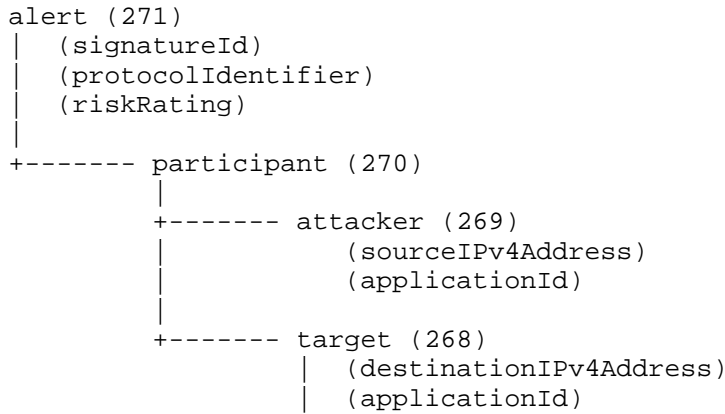 alert (271)
|   (signatureId)
|   (protocolIdentifier)
|   (riskRating)
|
+------- participant (270)
         |
         +------- attacker (269)
         |          (sourceIPv4Address)
         |          (applicationId)
         |
         +------- target (268)
                  |   (destinationIPv4Address)
                  |   (applicationId)